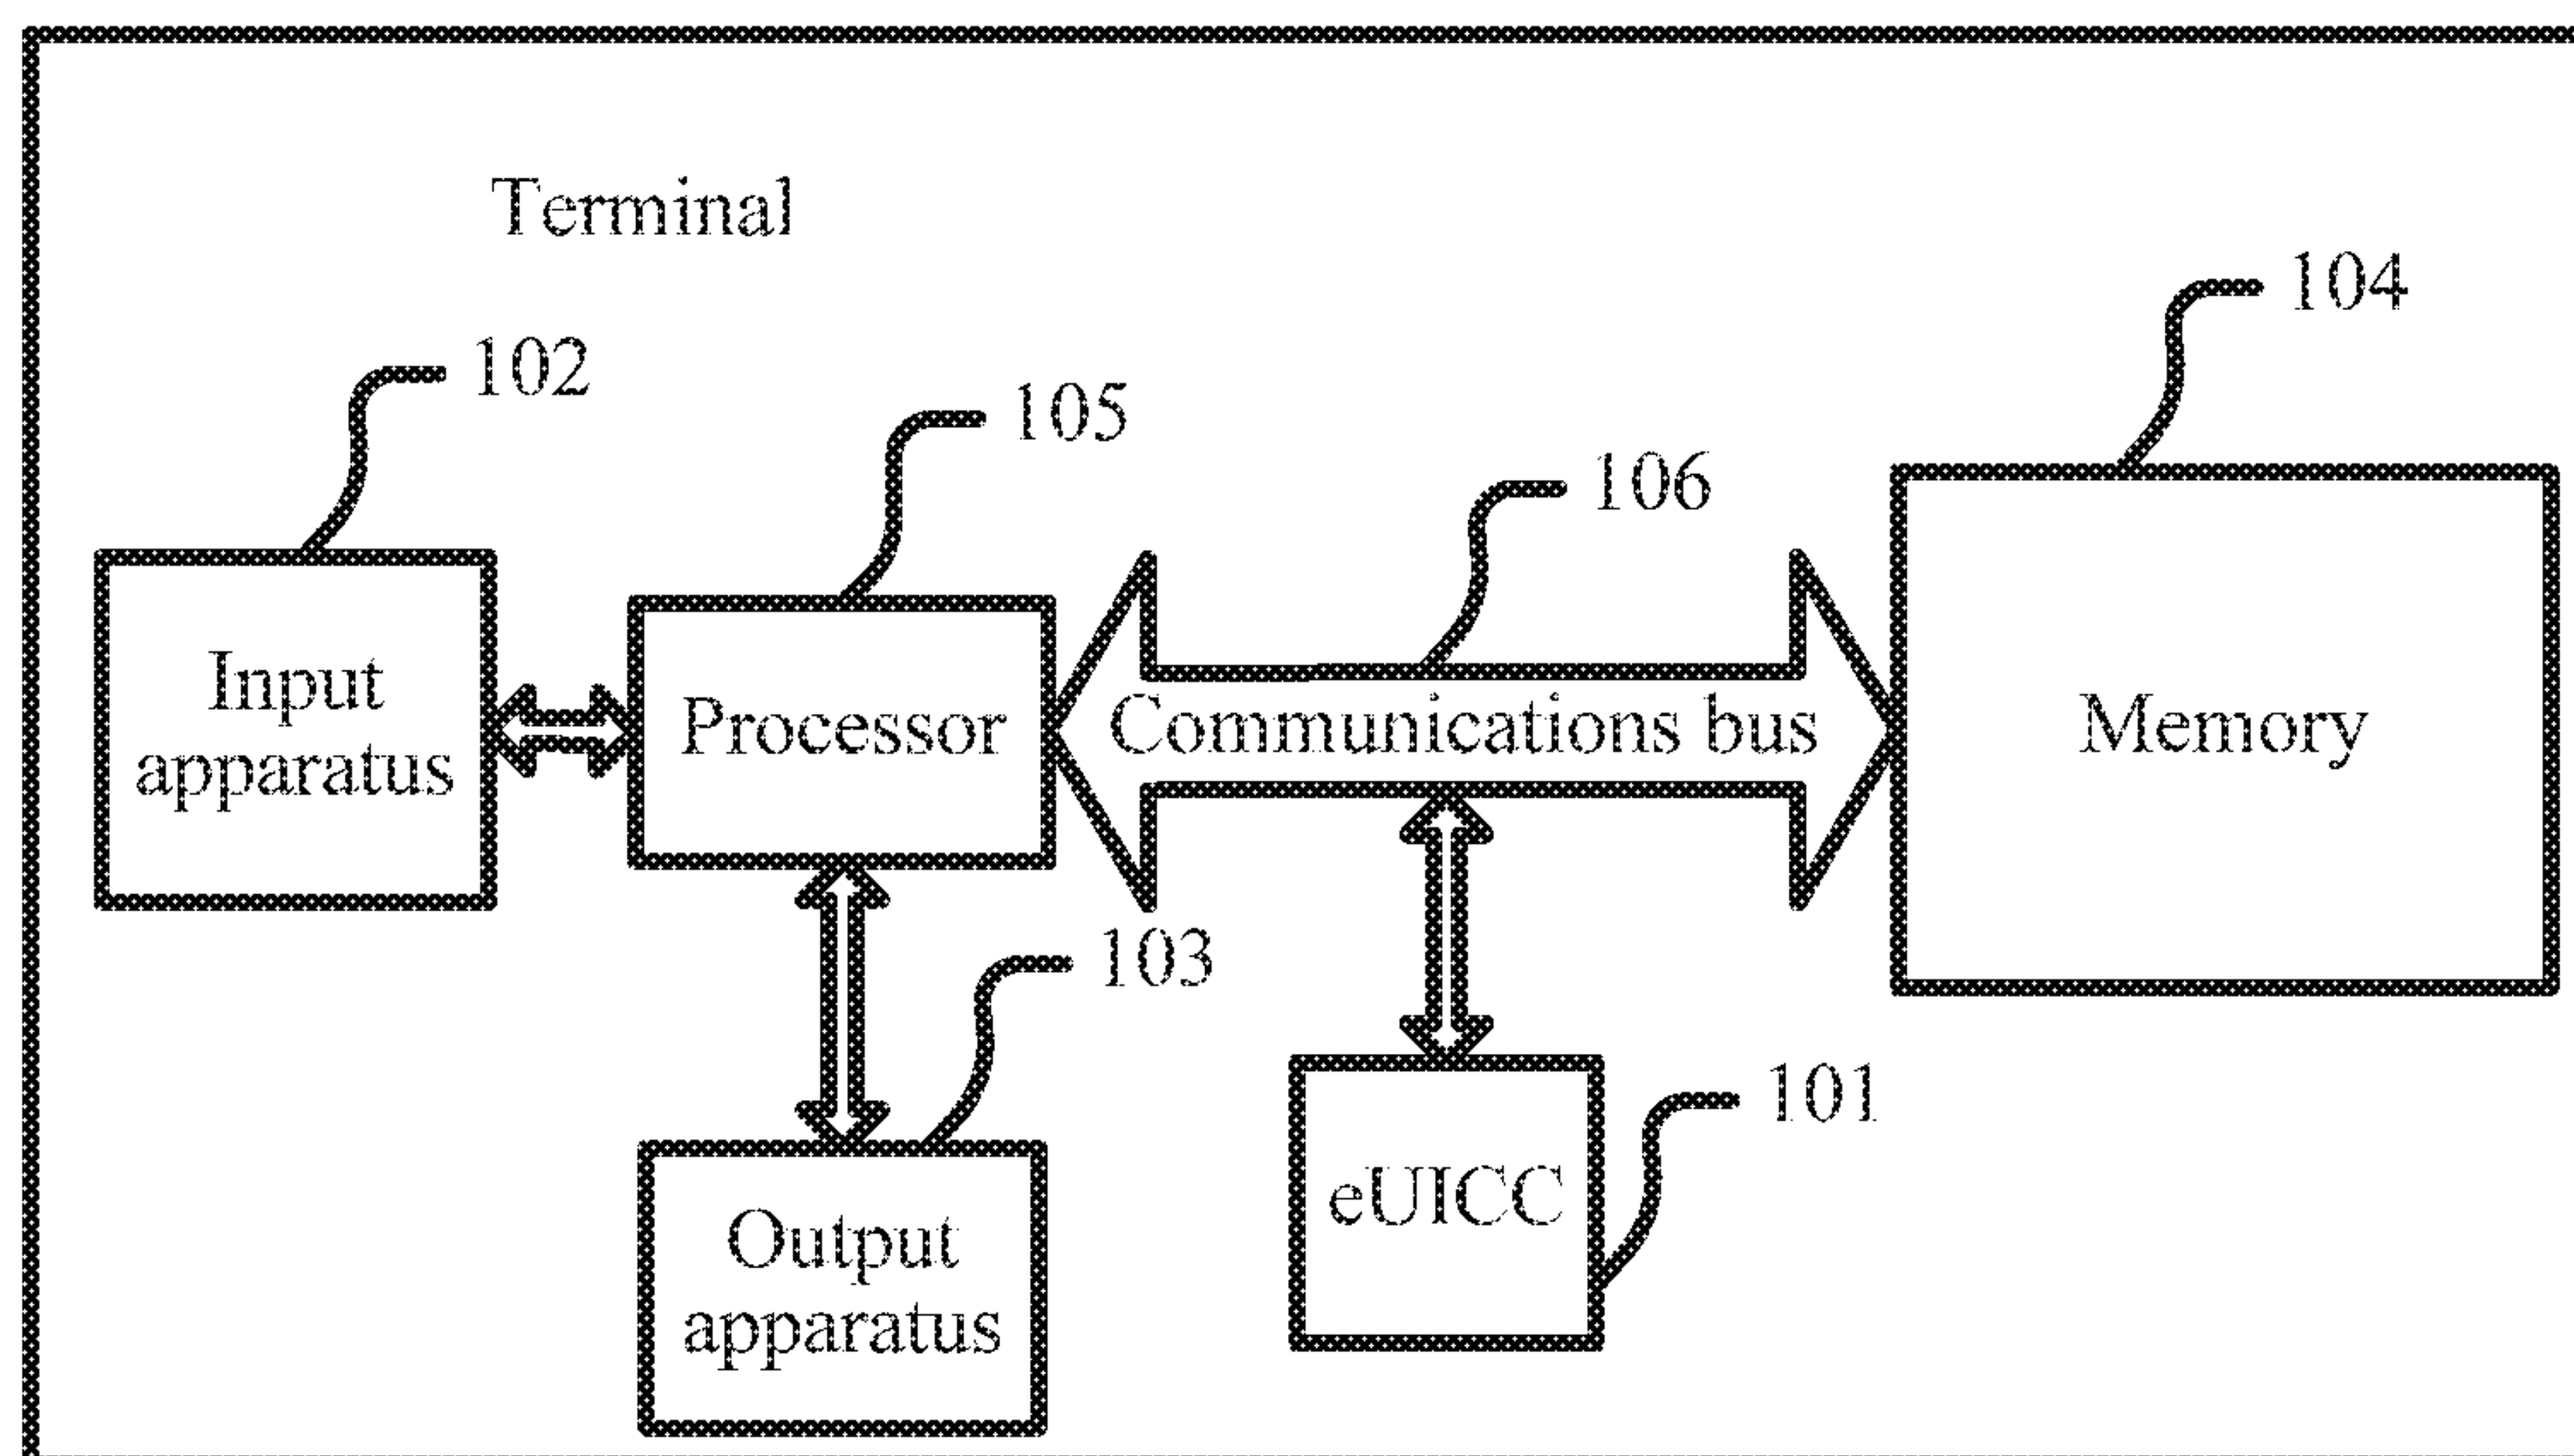 Terminal
104
102
105
106
Input
apparatus
Processor
Communications bus
Memory
103
101
eUICC
Output
apparatus